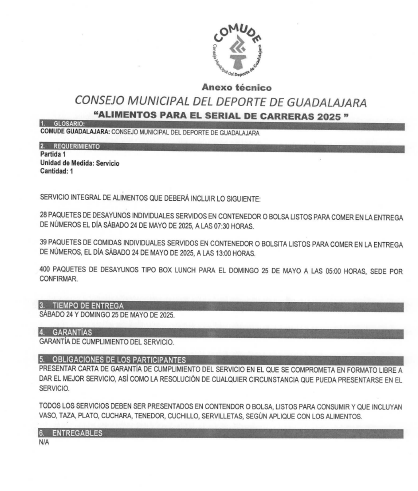 COMUDE
Consejo Municipal del Deporte de Guadalajara
Anexo técnico
CONSEJO MUNICIPAL DEL DEPORTE DE GUADALAJARA
"ALIMENTOS PARA EL SERIAL DE CARRERAS 2025 "
1. GLOSARIO:
COMUDE GUADALAJARA: CONSEJO MUNICIPAL DEL DEPORTE DE GUADALAJARA
2. REQUERIMIENTO
Partida 1
Unidad de Medida: Servicio
Cantidad: 1
SERVICIO INTEGRAL DE ALIMENTOS QUE DEBERÁ INCLUIR LO SIGUIENTE:
28 PAQUETES DE DESAYUNOS INDIVIDUALES SERVIDOS EN CONTENEDOR O BOLSA LISTOS PARA COMER EN LA ENTREGA
DE NÚMEROS EL DÍA SÁBADO 24 DE MAYO DE 2025, A LAS 07:30 HORAS.
39 PAQUETES DE COMIDAS INDIVIDUALES SERVIDOS EN CONTENEDOR O BOLSITA LISTOS PARA COMER EN LA ENTREGA
DE NÚMEROS, EL DÍA SÁBADO 24 DE MAYO DE 2025, A LAS 13:00 HORAS.
400 PAQUETES DE DESAYUNOS TIPO BOX LUNCH PARA EL DOMINGO 25 DE MAYO A LAS 05:00 HORAS, SEDE POR
CONFIRMAR.
3. TIEMPO DE ENTREGA
SÁBADO 24 Y DOMINGO 25 DE MAYO DE 2025.
4. GARANTÍAS
GARANTÍA DE CUMPLIMIENTO DEL SERVICIO.
5. OBLIGACIONES DE LOS PARTICIPANTES
PRESENTAR CARTA DE GARANTÍA DE CUMPLIMIENTO DEL SERVICIO EN EL QUE SE COMPROMETA EN FORMATO LIBRE A
DAR EL MEJOR SERVICIO, ASÍ COMO LA RESOLUCIÓN DE CUALQUIER CIRCUNSTANCIA QUE PUEDA PRESENTARSE EN EL
SERVICIO.
TODOS LOS SERVICIOS DEBEN SER PRESENTADOS EN CONTENDOR O BOLSA, LISTOS PARA CONSUMIR Y QUE INCLUYAN
VASO, TAZA, PLATO, CUCHARA, TENEDOR, CUCHILLO, SERVILLETAS, SEGÚN APLIQUE CON LOS ALIMENTOS.
6. ENTREGABLES
N/A